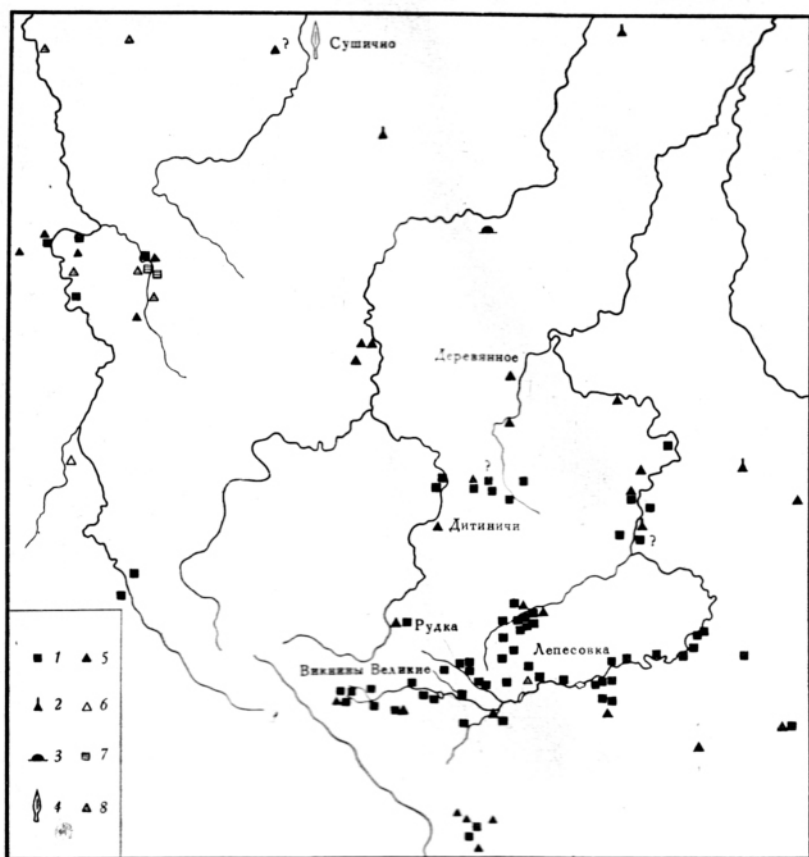 ?
Сушично
Деревянное
?
Дитиничи
?
Рудка
Лепесовка
Викнины Великие
1
5
2
6
3
7
4
8